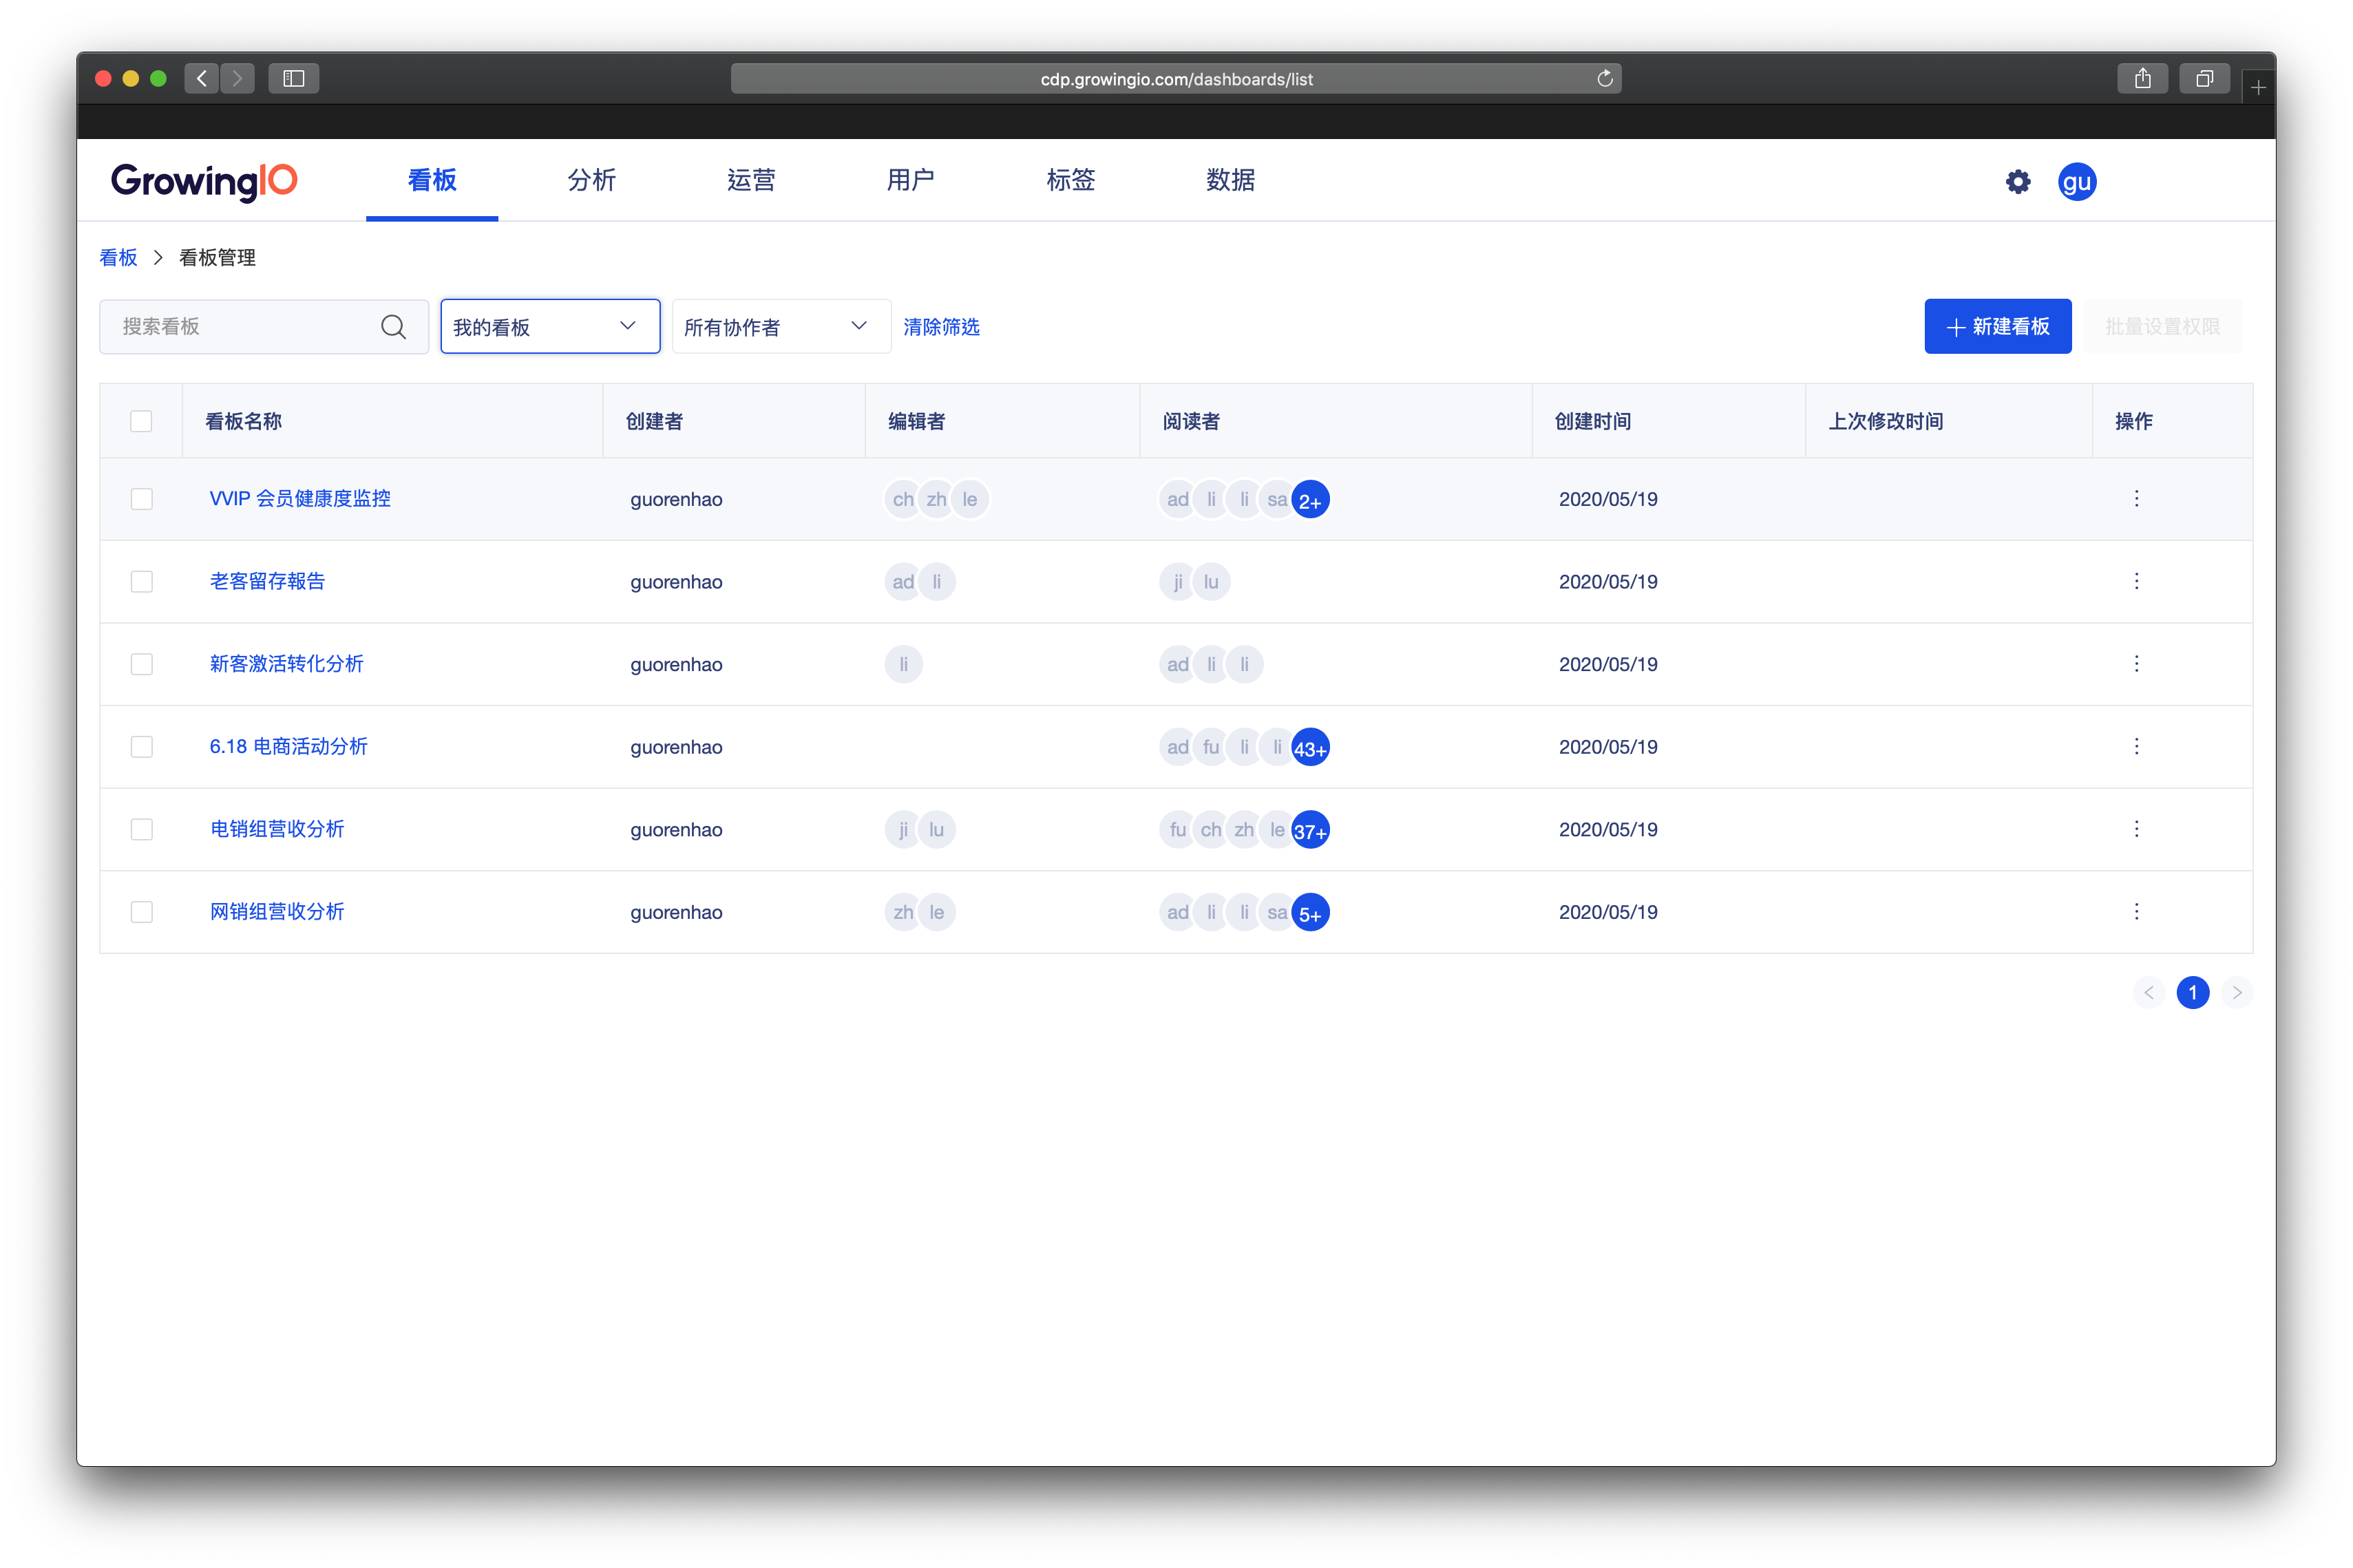 cdp.growingio.com/dashboards/list
GrowingIO 看板 分析 运营 用户 标签 数据 gu
看板 > 看板管理
搜索看板 我的看板 所有协作者 清除筛选 + 新建看板 批量设置权限
看板名称 创建者 编辑者 阅读者 创建时间 上次修改时间 操作
VVIP 会员健康度监控 guorenhao ch zh le ad li li sa 2+ 2020/05/19
老客留存報告 guorenhao ad li ji lu 2020/05/19
新客激活转化分析 guorenhao li ad li li 2020/05/19
6.18 电商活动分析 guorenhao ad fu li li 43+ 2020/05/19
电销组营收分析 guorenhao ji lu fu ch zh le 37+ 2020/05/19
网销组营收分析 guorenhao zh le ad li li sa 5+ 2020/05/19
< 1 >